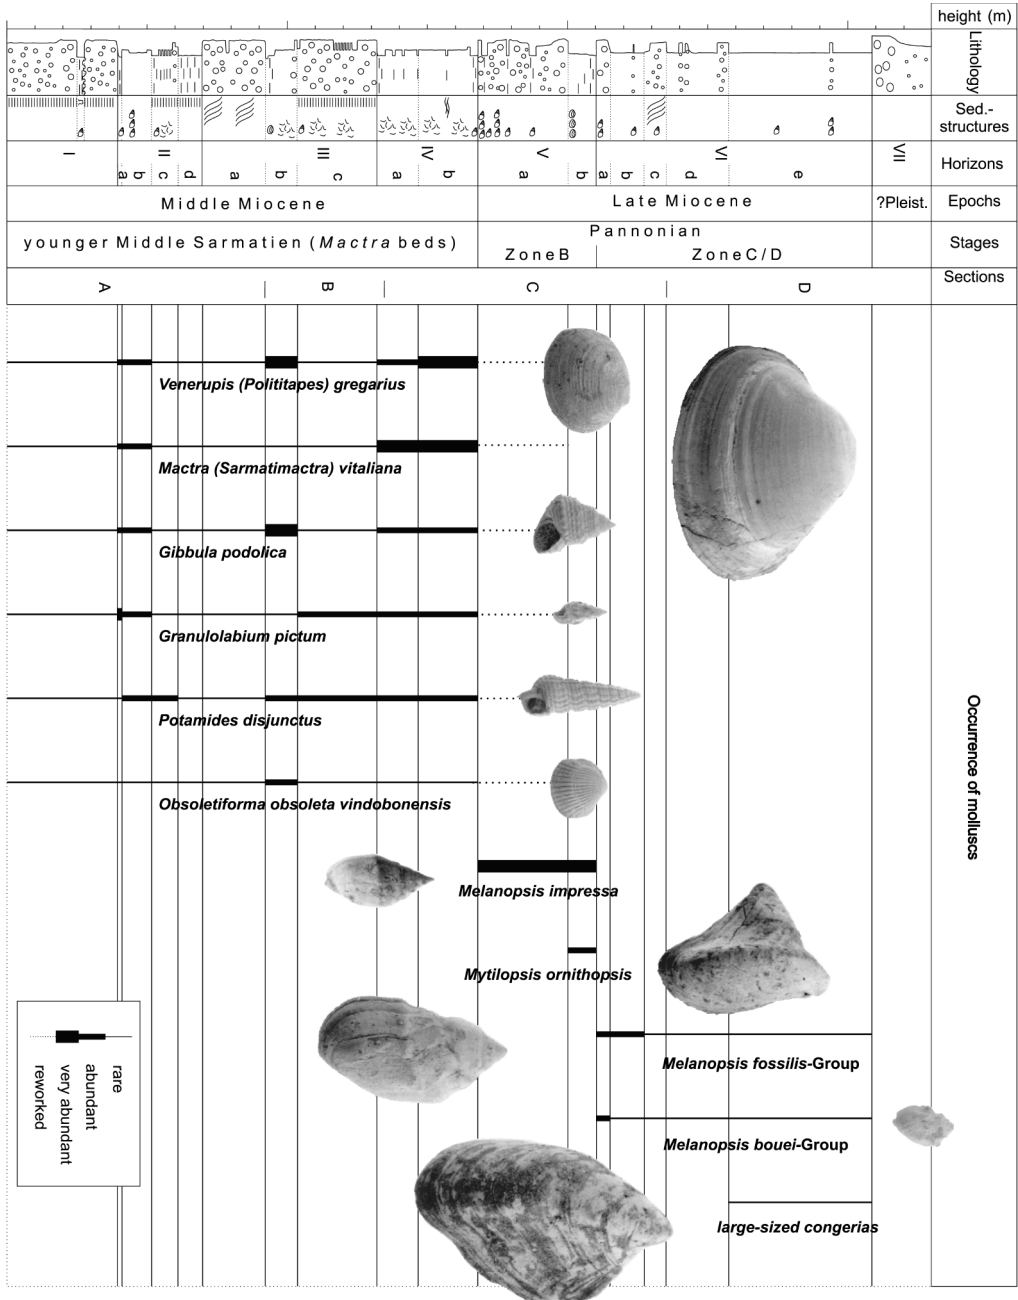 height (m)
Lithology
Sed.-
structures
I
II
III
IV
V
VI
VII
Horizons
a
b
c
d
a
b
c
a
b
a
b
a
b
c
d
e
Middle Miocene
Late Miocene
?Pleist.
Epochs
younger Middle Sarmatien (Mactra beds)
Pannonian
Zone B
Zone C / D
Stages
A
B
C
D
Sections
Venerupis (Polititapes) gregarius
Mactra (Sarmatimactra) vitaliana
Gibbula podolica
Granulolabium pictum
Potamides disjunctus
Obsoletiforma obsoleta vindobonensis
Melanopsis impressa
Mytilopsis ornithopsis
Melanopsis fossilis-Group
Melanopsis bouei-Group
large-sized congerias
Occurrence of molluscs
rare
abundant
very abundant
reworked